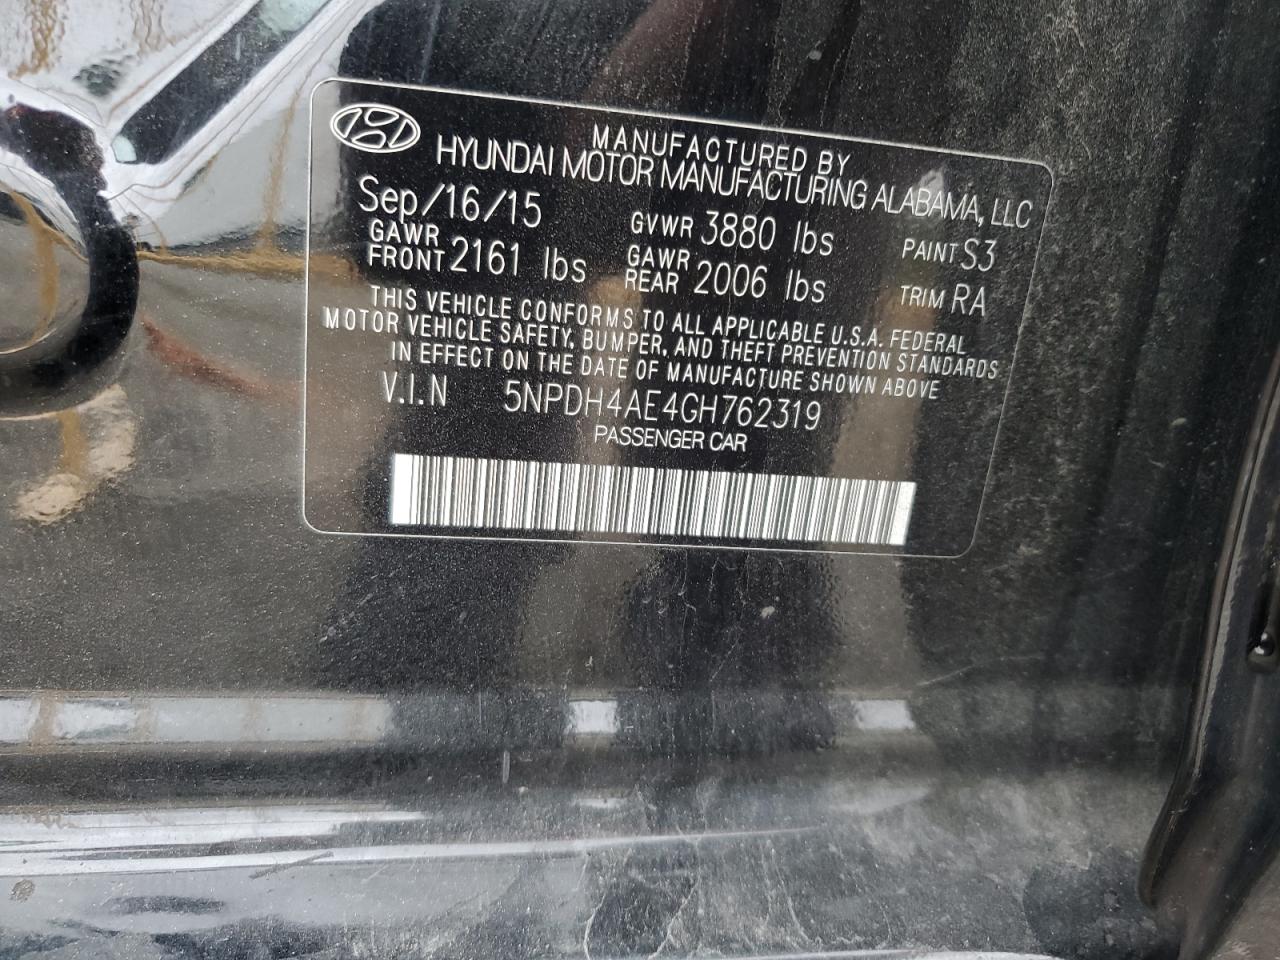 MANUFACTURED BY
HYUNDAI MOTOR MANUFACTURING ALABAMA, LLC
Sep/16/15 GVWR 3880 lbs PAINT S3
GAWR FRONT 2161 lbs GAWR REAR 2006 lbs TRIM RA
THIS VEHICLE CONFORMS TO ALL APPLICABLE U.S.A. FEDERAL
MOTOR VEHICLE SAFETY, BUMPER, AND THEFT PREVENTION STANDARDS
IN EFFECT ON THE DATE OF MANUFACTURE SHOWN ABOVE
V.I.N 5NPDH4AE4GH762319
PASSENGER CAR